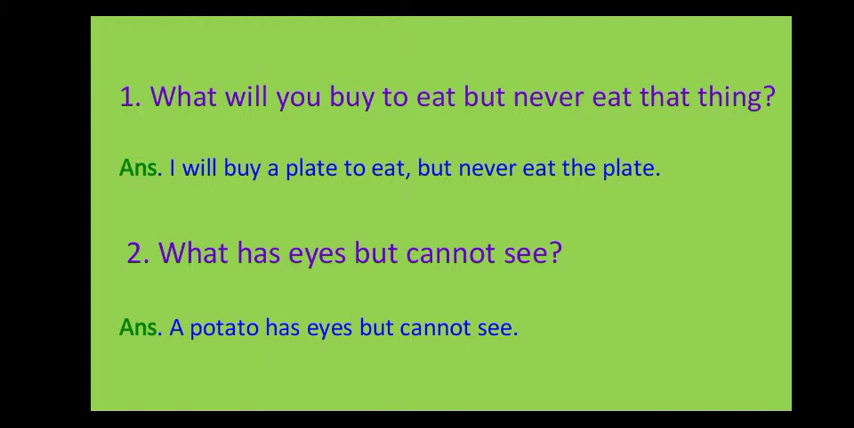 1. What will you buy to eat but never eat that thing?
Ans. I will buy a plate to eat, but never eat the plate.
2. What has eyes but cannot see?
Ans. A potato has eyes but cannot see.